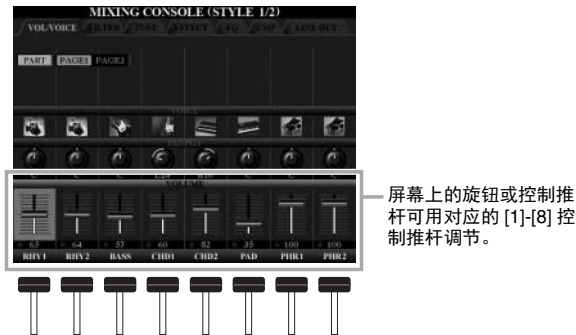 MIXING CONSOLE (STYLE 1/2)
VOL/VOICE FILTER TUNE EFFECT EQ CMP LINE OUT
PART PAGE1 PAGE2
VOICE
PANPOT
C C C L28 R18 C C C
VOLUME
65 64 57 60 82 35 100 100
RHY1 RHY2 BASS CHD1 CHD2 PAD PHR1 PHR2
屏幕上的旋钮或控制推
杆可用对应的 [1]-[8] 控
制推杆调节。